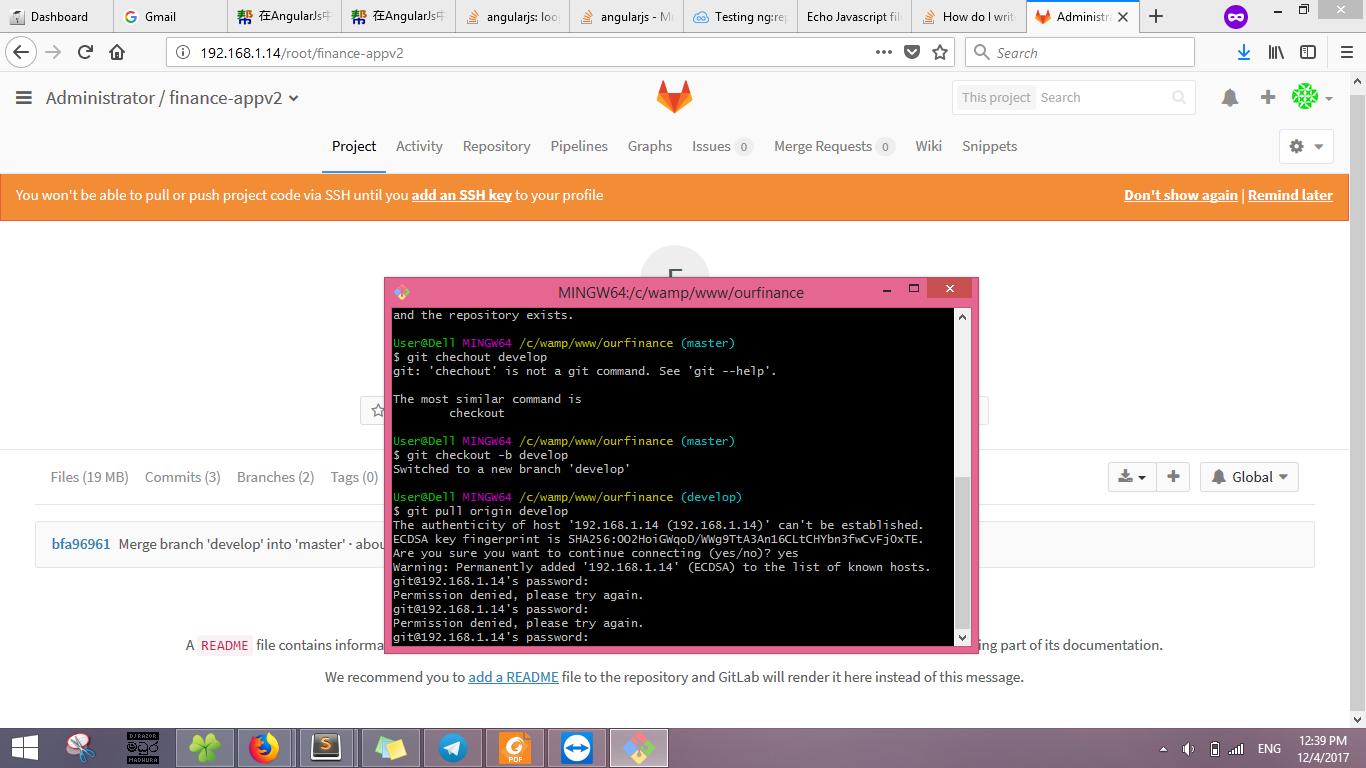 Dashboard
Gmail
在AngularJs中
在AngularJs中
angularjs: loo
angularjs - M
Testing ng:rep
Echo Javascript fil
How do I writ
Administra
192.168.1.14/root/finance-appv2
Search
Administrator / finance-appv2
This project Search
Project Activity Repository Pipelines Graphs Issues 0 Merge Requests 0 Wiki Snippets
You won't be able to pull or push project code via SSH until you add an SSH key to your profile
Don't show again | Remind later
MINGW64:/c/wamp/www/ourfinance
and the repository exists.
User@Dell MINGW64 /c/wamp/www/ourfinance (master)
$ git chechout develop
git: 'chechout' is not a git command. See 'git --help'.
The most similar command is
checkout
User@Dell MINGW64 /c/wamp/www/ourfinance (master)
$ git checkout -b develop
Switched to a new branch 'develop'
User@Dell MINGW64 /c/wamp/www/ourfinance (develop)
$ git pull origin develop
The authenticity of host '192.168.1.14 (192.168.1.14)' can't be established.
ECDSA key fingerprint is SHA256:OO2HoiGWqoD/WWg9TtA3An16CLtCHYbn3fwCvFjOxTE.
Are you sure you want to continue connecting (yes/no)? yes
Warning: Permanently added '192.168.1.14' (ECDSA) to the list of known hosts.
git@192.168.1.14's password:
Permission denied, please try again.
git@192.168.1.14's password:
Permission denied, please try again.
git@192.168.1.14's password:
Files (19 MB) Commits (3) Branches (2) Tags (0)
Global
bfa96961 Merge branch 'develop' into 'master' · abou
A README file contains informa
ing part of its documentation.
We recommend you to add a README file to the repository and GitLab will render it here instead of this message.
DJ RAZOR
MADHURA
PDF
ENG
12:39 PM
12/4/2017